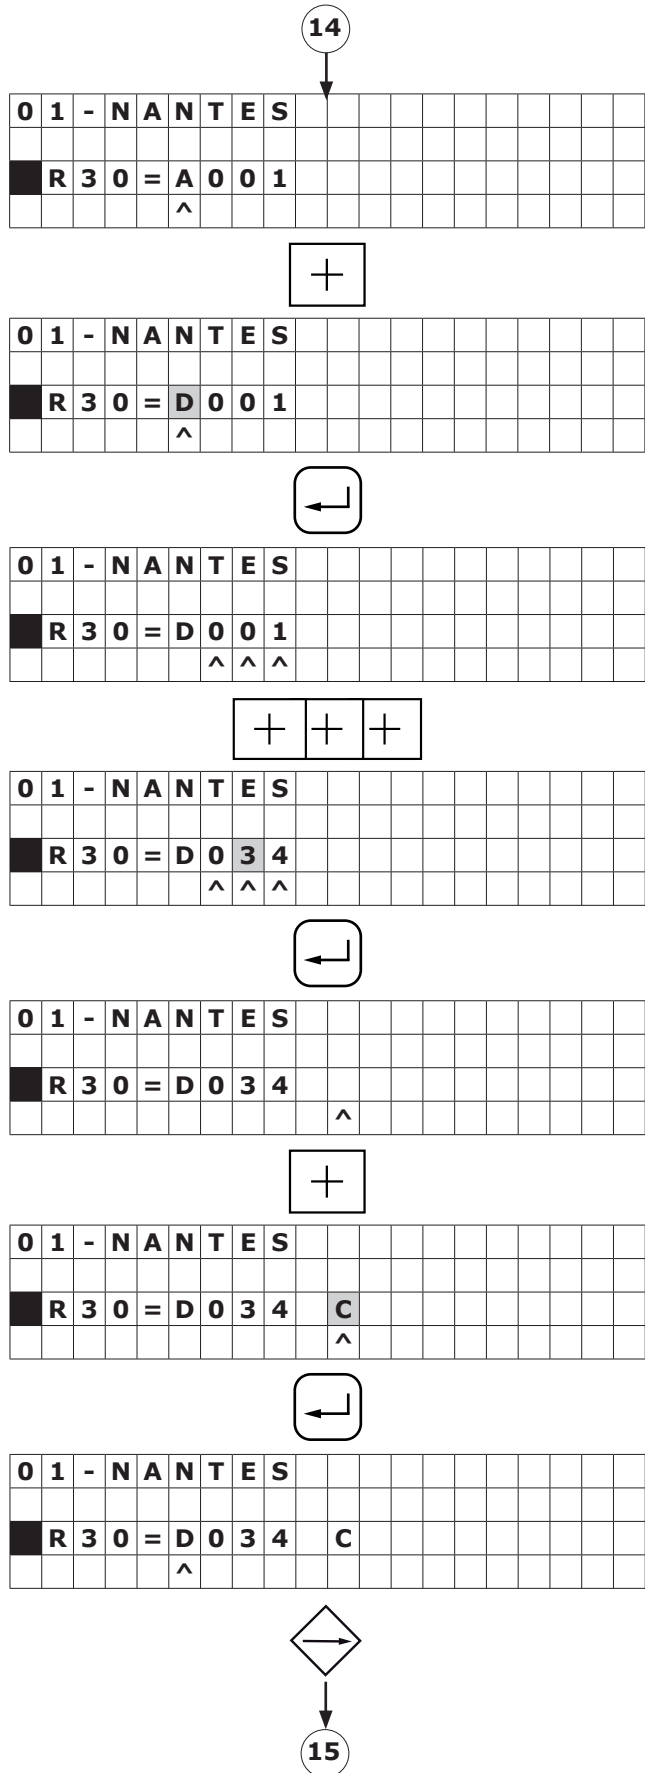 14
01-NANTES
R30=A001
^
+
01-NANTES
R30=D001
^
01-NANTES
R30=D001
^^^
+ + +
01-NANTES
R30=D034
^^^
01-NANTES
R30=D034
^
+
01-NANTES
R30=D034 C
^
01-NANTES
R30=D034 C
^
15